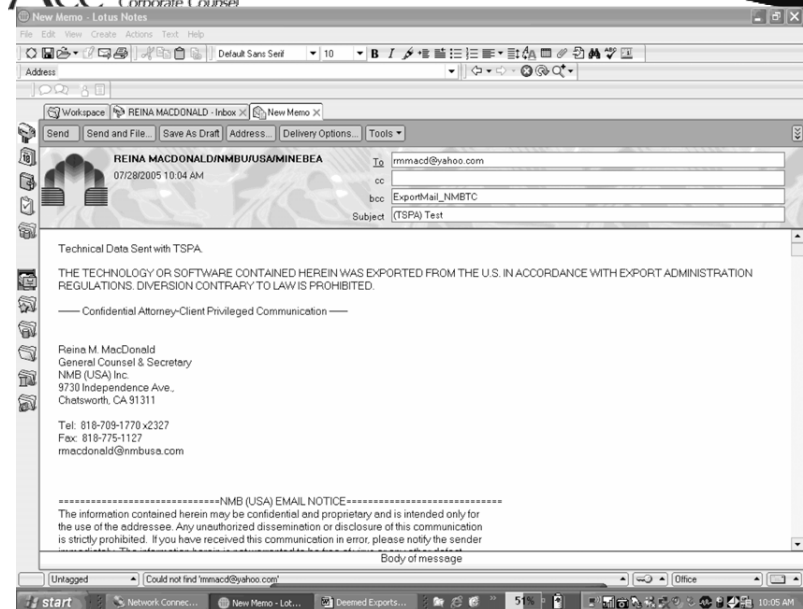 Corporate Counsel
New Memo - Lotus Notes
File Edit View Create Actions Text Help
Default Sans Serif 10 B I
Address
Workspace REINA MACDONALD - Inbox New Memo
Send Send and File... Save As Draft Address... Delivery Options... Tools
REINA MACDONALD/NMBU/USA/MINEBEA To rmmacd@yahoo.com
07/28/2005 10:04 AM cc
bcc ExportMail_NMBTC
Subject (TSPA) Test
Technical Data Sent with TSPA.
THE TECHNOLOGY OR SOFTWARE CONTAINED HEREIN WAS EXPORTED FROM THE U.S. IN ACCORDANCE WITH EXPORT ADMINISTRATION
REGULATIONS. DIVERSION CONTRARY TO LAW IS PROHIBITED.
—— Confidential Attorney-Client Privileged Communication ——
Reina M. MacDonald
General Counsel & Secretary
NMB (USA) Inc.
9730 Independence Ave.,
Chatsworth, CA 91311
Tel: 818-709-1770 x2327
Fax: 818-775-1127
rmacdonald@nmbusa.com
==============================NMB (USA) EMAIL NOTICE=============================
The information contained herein may be confidential and proprietary and is intended only for
the use of the addressee. Any unauthorized dissemination or disclosure of this communication
is strictly prohibited. If you have received this communication in error, please notify the sender
Body of message
Untagged Could not find 'rmmacd@yahoo.com' Office
start Network Connec... New Memo - Lot... Deemed Exports... 51% 10:05 AM